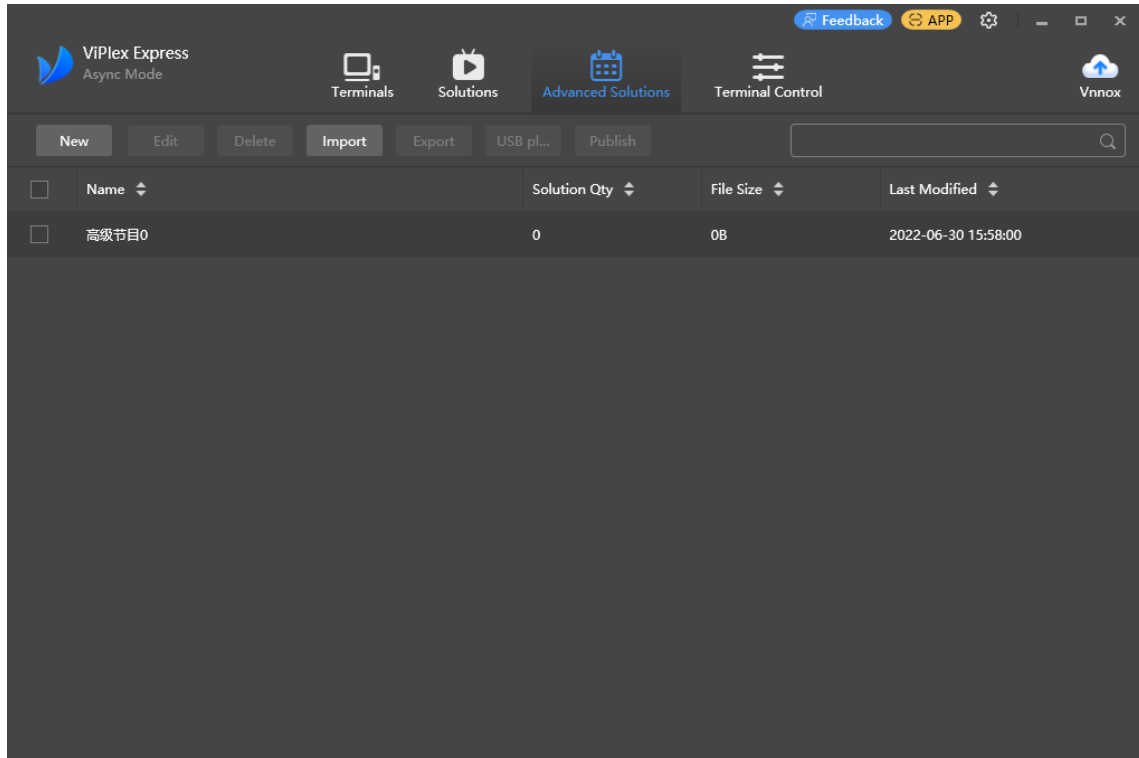 Feedback APP
ViPlex Express
Async Mode
Terminals Solutions Advanced Solutions Terminal Control Vnnox
New Edit Delete Import Export USB pl... Publish
Name Solution Qty File Size Last Modified
高级节目0 0 0B 2022-06-30 15:58:00